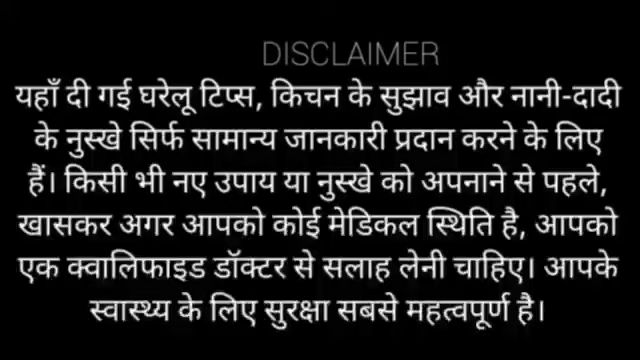 DISCLAIMER
यहाँ दी गई घरेलू टिप्स, किचन के सुझाव और नानी-दादी
के नुस्खे सिर्फ सामान्य जानकारी प्रदान करने के लिए
हैं। किसी भी नए उपाय या नुस्खे को अपनाने से पहले,
खासकर अगर आपको कोई मेडिकल स्थिति है, आपको
एक क्वालिफाइड डॉक्टर से सलाह लेनी चाहिए। आपके
स्वास्थ्य के लिए सुरक्षा सबसे महत्वपूर्ण है।